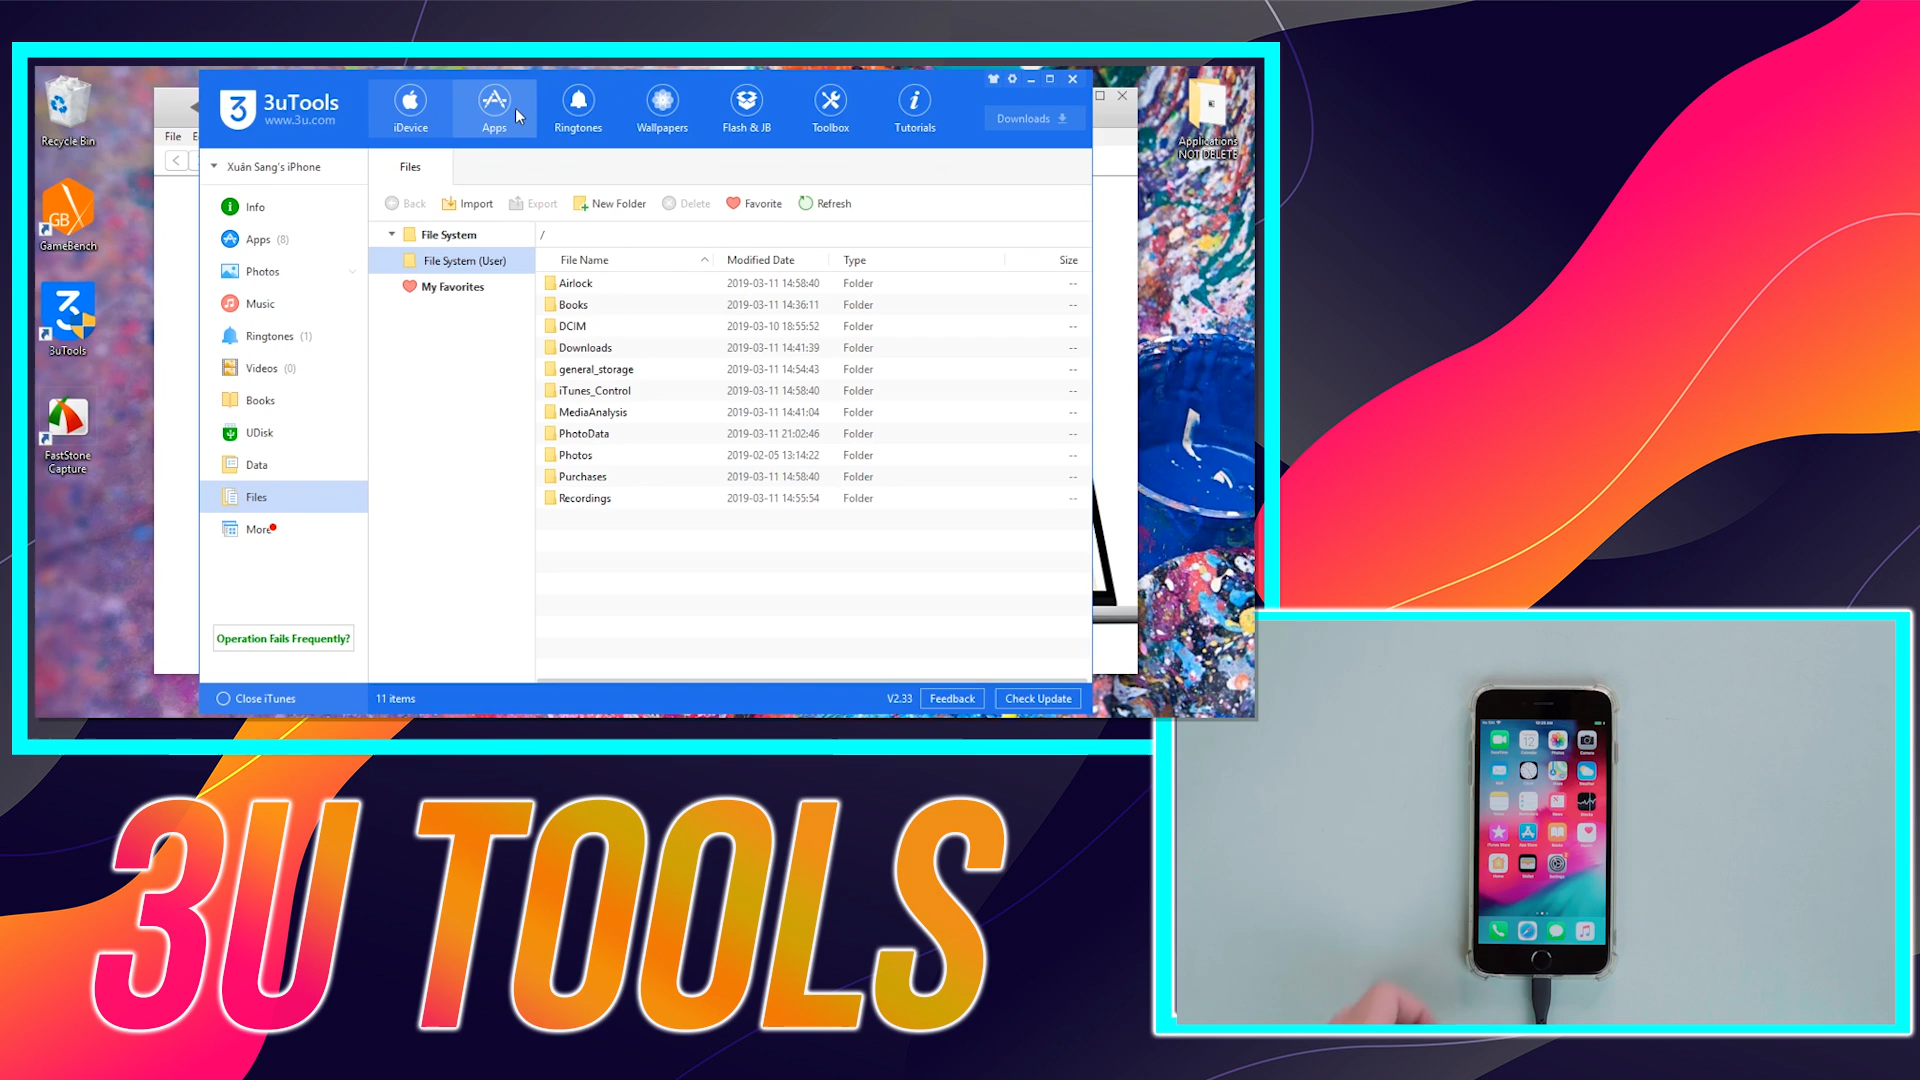 Recycle Bin
GameBench
3uTools
FastStone
Capture
File
3uTools
www.3u.com
iDevice
Apps
Ringtones
Wallpapers
Flash & JB
Toolbox
Tutorials
Downloads
Applications
NOT DELETE
Xuân Sang's iPhone
Info
Apps (8)
Photos
Music
Ringtones (1)
Videos (0)
Books
UDisk
Data
Files
More
Operation Fails Frequently?
Files
Back Import Export New Folder Delete Favorite Refresh
File System
File System (User)
My Favorites
/
File Name Modified Date Type Size
Airlock 2019-03-11 14:58:40 Folder --
Books 2019-03-11 14:36:11 Folder --
DCIM 2019-03-10 18:55:52 Folder --
Downloads 2019-03-11 14:41:39 Folder --
general_storage 2019-03-11 14:54:43 Folder --
iTunes_Control 2019-03-11 14:58:40 Folder --
MediaAnalysis 2019-03-11 14:41:04 Folder --
PhotoData 2019-03-11 21:02:46 Folder --
Photos 2019-02-05 13:14:22 Folder --
Purchases 2019-03-11 14:58:40 Folder --
Recordings 2019-03-11 14:55:54 Folder --
Close iTunes 11 items V2.33 Feedback Check Update
3U TOOLS